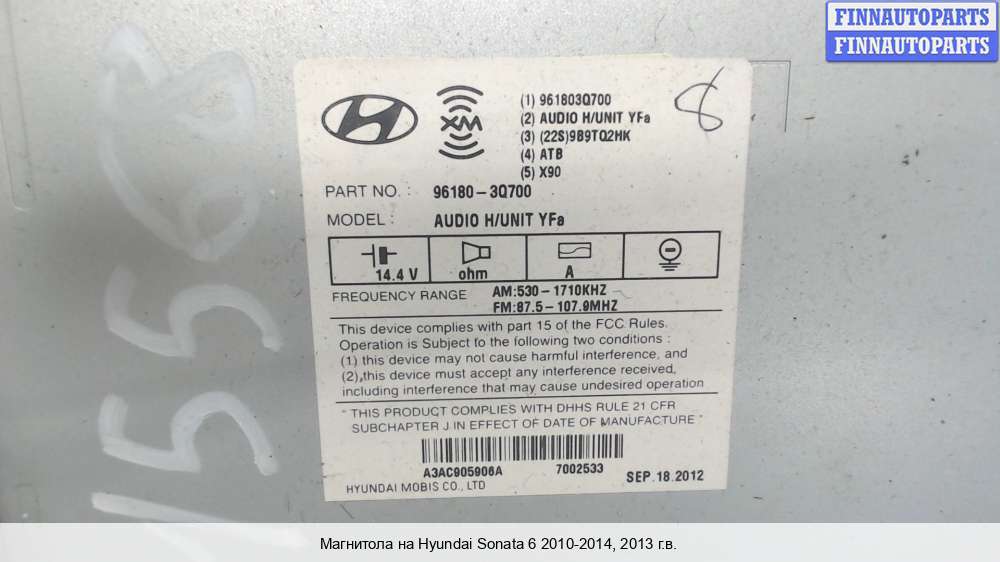 FINNAUTOPARTS
FINNAUTOPARTS
XM
(1) 961803Q700
(2) AUDIO H/UNIT YFa
(3) (22S)9B9TQ2HK
(4) ATB
(5) X90
8
PART NO. : 96180-3Q700
MODEL : AUDIO H/UNIT YFa
14.4 V ohm A
FREQUENCY RANGE AM:530-1710KHZ
FM:87.5-107.9MHZ
This device complies with part 15 of the FCC Rules.
Operation is Subject to the following two conditions :
(1) this device may not cause harmful interference, and
(2),this device must accept any interference received,
including interference that may cause undesired operation
" THIS PRODUCT COMPLIES WITH DHHS RULE 21 CFR
SUBCHAPTER J IN EFFECT OF DATE OF MANUFACTURE "
A3AC905906A 7002533
HYUNDAI MOBIS CO., LTD SEP.18.2012
Магнитола на Hyundai Sonata 6 2010-2014, 2013 г.в.